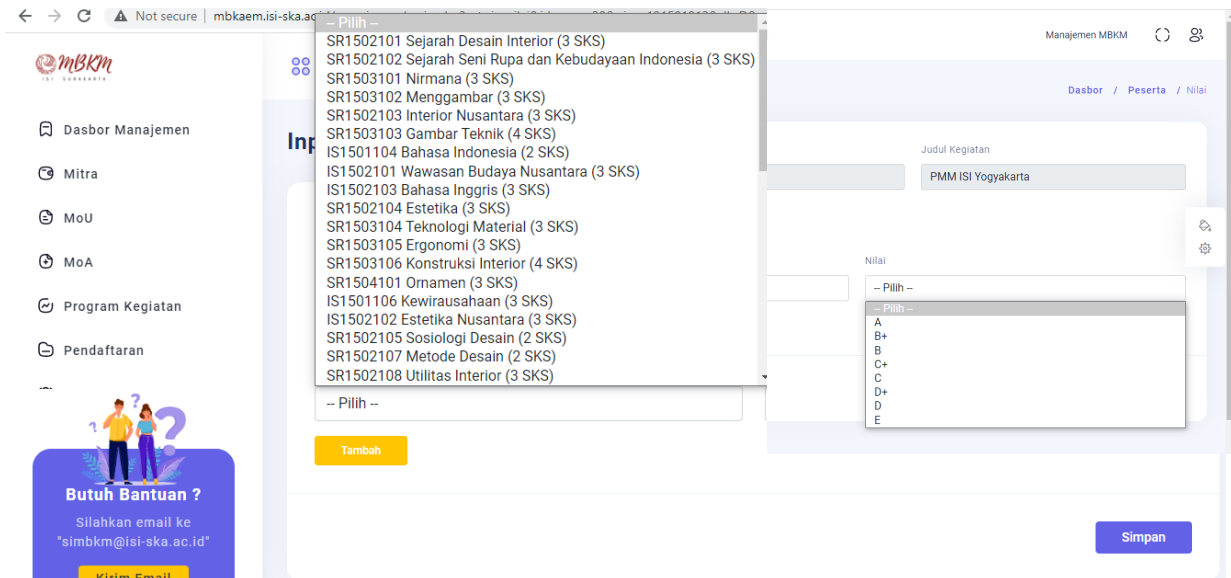 Not secure
mbkaem.isi-ska.ac
MBKM
ISI SURAKARTA
Dasbor Manajemen
Mitra
MoU
MoA
Program Kegiatan
Pendaftaran
?
?
?
Butuh Bantuan ?
Silahkan email ke
"simbkm@isi-ska.ac.id"
Kirim Email
Inp
-- Pilih --
SR1502101 Sejarah Desain Interior (3 SKS)
SR1502102 Sejarah Seni Rupa dan Kebudayaan Indonesia (3 SKS)
SR1503101 Nirmana (3 SKS)
SR1503102 Menggambar (3 SKS)
SR1502103 Interior Nusantara (3 SKS)
SR1503103 Gambar Teknik (4 SKS)
IS1501104 Bahasa Indonesia (2 SKS)
IS1502101 Wawasan Budaya Nusantara (3 SKS)
IS1502103 Bahasa Inggris (3 SKS)
SR1502104 Estetika (3 SKS)
SR1503104 Teknologi Material (3 SKS)
SR1503105 Ergonomi (3 SKS)
SR1503106 Konstruksi Interior (4 SKS)
SR1504101 Ornamen (3 SKS)
IS1501106 Kewirausahaan (3 SKS)
IS1502102 Estetika Nusantara (3 SKS)
SR1502105 Sosiologi Desain (2 SKS)
SR1502107 Metode Desain (2 SKS)
SR1502108 Utilitas Interior (3 SKS)
-- Pilih --
Tambah
Manajemen MBKM
Dasbor / Peserta / Nilai
Judul Kegiatan
PMM ISI Yogyakarta
Nilai
-- Pilih --
-- Pilih --
A
B+
B
C+
C
D+
D
E
Simpan